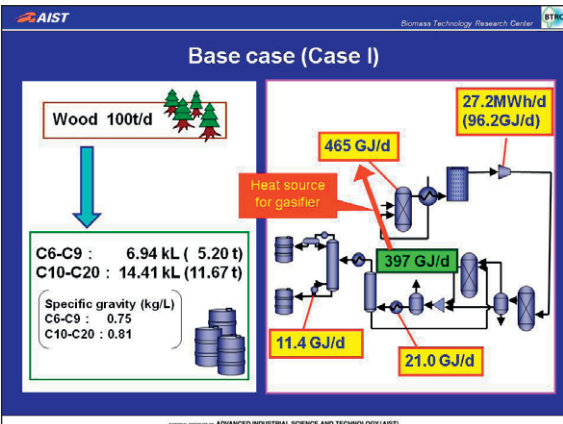 AIST
Biomass Technology Research Center
BTRC
Base case (Case I)
Wood 100t/d
C6-C9 : 6.94 kL ( 5.20 t)
C10-C20 : 14.41 kL (11.67 t)
Specific gravity (kg/L)
C6-C9 : 0.75
C10-C20 : 0.81
27.2MWh/d
(96.2GJ/d)
465 GJ/d
Heat source
for gasifier
397 GJ/d
11.4 GJ/d
21.0 GJ/d
ADVANCED INDUSTRIAL SCIENCE AND TECHNOLOGY (AIST)